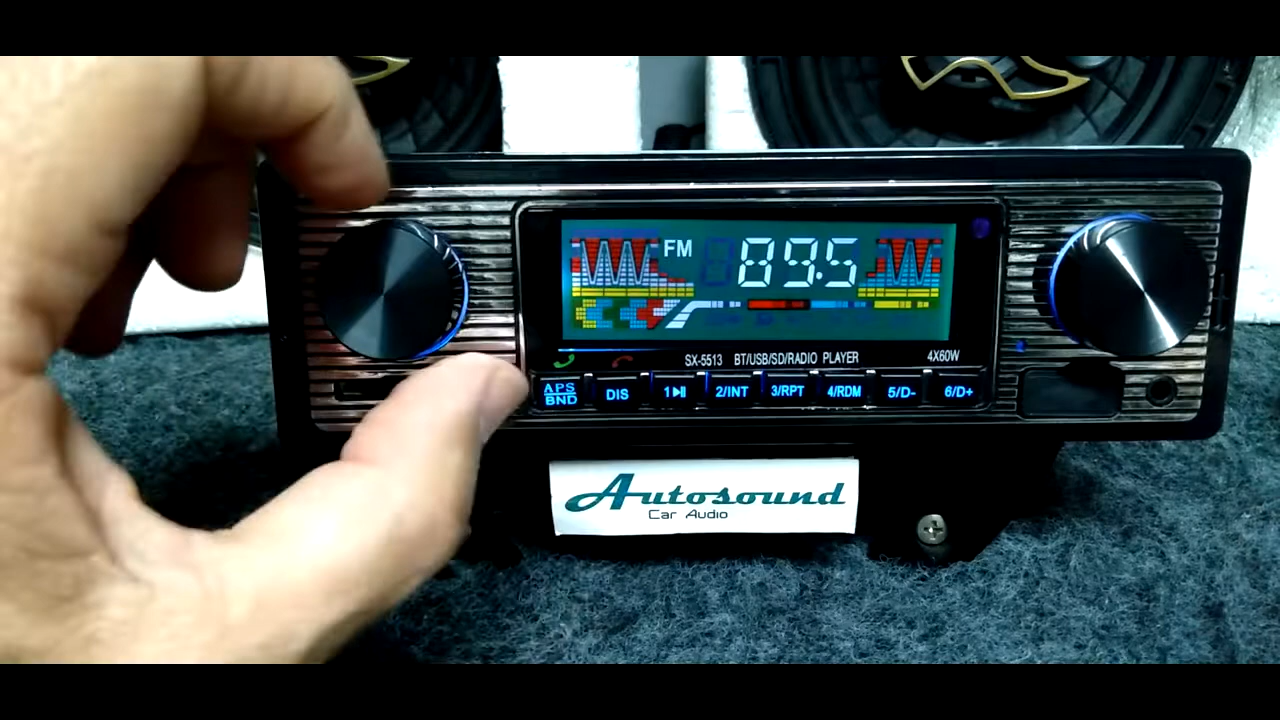 FM 89.5
SX-5513 BT/USB/SD/RADIO PLAYER 4X60W
APS
BND
DIS 1 2/INT 3/RPT 4/RDM 5/D- 6/D+
Autosound
Car Audio